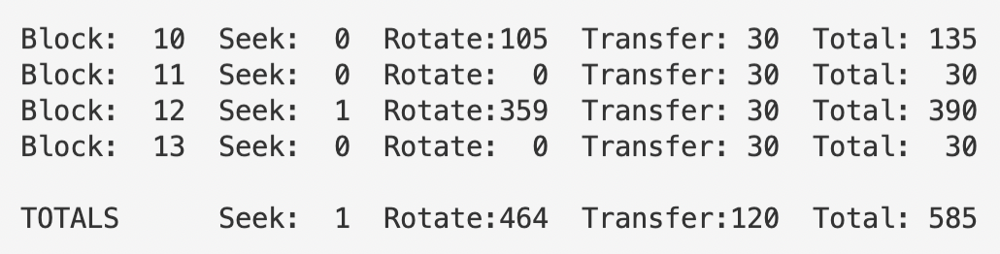 Block:  10  Seek:  0  Rotate:105  Transfer: 30  Total: 135
Block:  11  Seek:  0  Rotate:  0  Transfer: 30  Total:  30
Block:  12  Seek:  1  Rotate:359  Transfer: 30  Total: 390
Block:  13  Seek:  0  Rotate:  0  Transfer: 30  Total:  30
TOTALS      Seek:  1  Rotate:464  Transfer:120  Total: 585